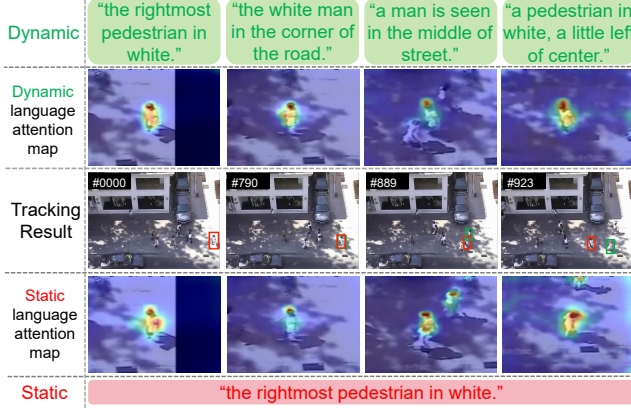 Dynamic
“the rightmost
pedestrian in
white.”
“the white man
in the corner of
the road.”
“a man is seen
in the middle of
street.”
“a pedestrian in
white, a little left
of center.”
Dynamic
language
attention
map
Tracking
Result
#0000
#790
#889
#923
Static
language
attention
map
Static
“the rightmost pedestrian in white.”